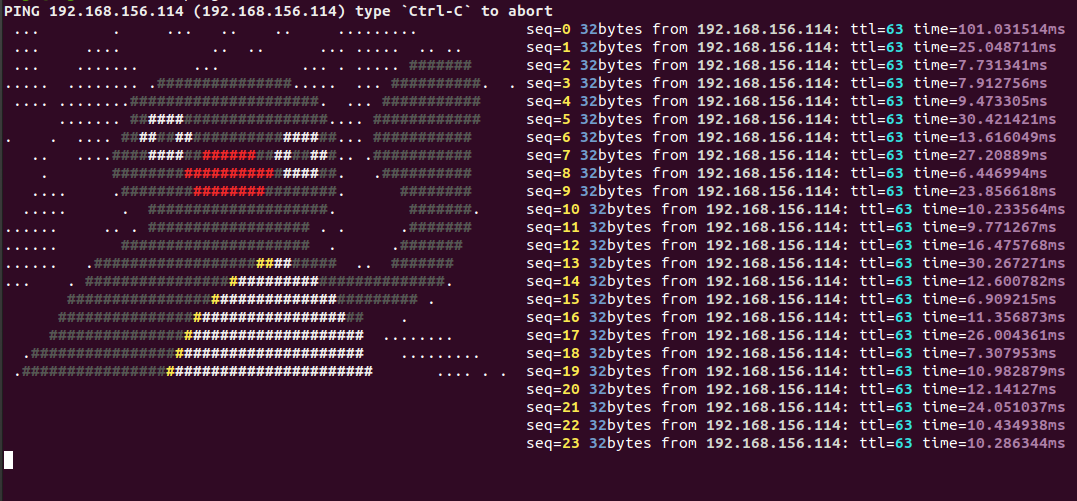 PING 192.168.156.114 (192.168.156.114) type `Ctrl-C` to abort
seq=0 32bytes from 192.168.156.114: ttl=63 time=101.031514ms
seq=1 32bytes from 192.168.156.114: ttl=63 time=25.048711ms
seq=2 32bytes from 192.168.156.114: ttl=63 time=7.731341ms
seq=3 32bytes from 192.168.156.114: ttl=63 time=7.912756ms
seq=4 32bytes from 192.168.156.114: ttl=63 time=9.473305ms
seq=5 32bytes from 192.168.156.114: ttl=63 time=30.421421ms
seq=6 32bytes from 192.168.156.114: ttl=63 time=13.616049ms
seq=7 32bytes from 192.168.156.114: ttl=63 time=27.20889ms
seq=8 32bytes from 192.168.156.114: ttl=63 time=6.446994ms
seq=9 32bytes from 192.168.156.114: ttl=63 time=23.856618ms
seq=10 32bytes from 192.168.156.114: ttl=63 time=10.233564ms
seq=11 32bytes from 192.168.156.114: ttl=63 time=9.771267ms
seq=12 32bytes from 192.168.156.114: ttl=63 time=16.475768ms
seq=13 32bytes from 192.168.156.114: ttl=63 time=30.267271ms
seq=14 32bytes from 192.168.156.114: ttl=63 time=12.600782ms
seq=15 32bytes from 192.168.156.114: ttl=63 time=6.909215ms
seq=16 32bytes from 192.168.156.114: ttl=63 time=11.356873ms
seq=17 32bytes from 192.168.156.114: ttl=63 time=26.004361ms
seq=18 32bytes from 192.168.156.114: ttl=63 time=7.307953ms
seq=19 32bytes from 192.168.156.114: ttl=63 time=10.982879ms
seq=20 32bytes from 192.168.156.114: ttl=63 time=12.14127ms
seq=21 32bytes from 192.168.156.114: ttl=63 time=24.051037ms
seq=22 32bytes from 192.168.156.114: ttl=63 time=10.434938ms
seq=23 32bytes from 192.168.156.114: ttl=63 time=10.286344ms